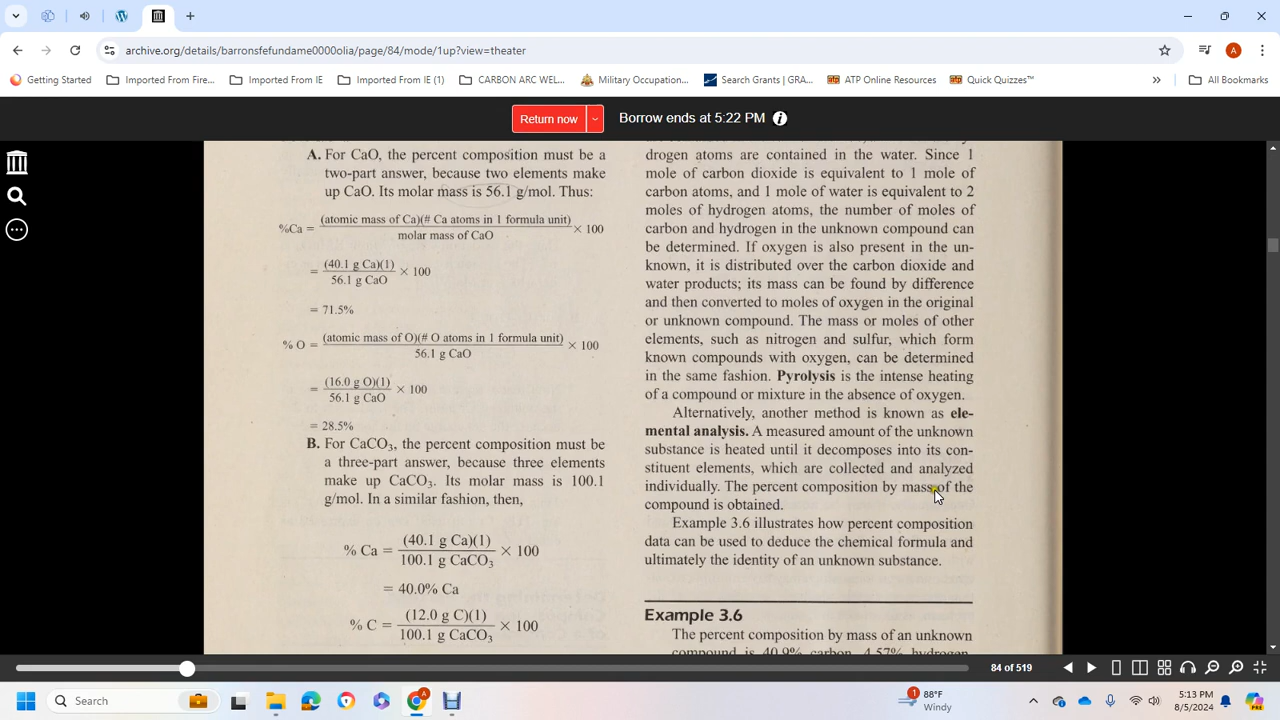 archive.org/details/barronsfefundame0000olia/page/84/mode/1up?view=theater
A
Getting Started
Imported From Fire...
Imported From IE
Imported From IE (1)
CARBON ARC WEL...
Military Occupation...
Search Grants | GRA...
ATP Online Resources
Quick Quizzes™
»
All Bookmarks
Return now
Borrow ends at 5:22 PM
A. For CaO, the percent composition must be a
two-part answer, because two elements make
up CaO. Its molar mass is 56.1 g/mol. Thus:
%Ca = (atomic mass of Ca)(# Ca atoms in 1 formula unit) / molar mass of CaO × 100
= (40.1 g Ca)(1) / 56.1 g CaO × 100
= 71.5%
% O = (atomic mass of O)(# O atoms in 1 formula unit) / 56.1 g CaO × 100
= (16.0 g O)(1) / 56.1 g CaO × 100
= 28.5%
B. For CaCO₃, the percent composition must be
a three-part answer, because three elements
make up CaCO₃. Its molar mass is 100.1
g/mol. In a similar fashion, then,
% Ca = (40.1 g Ca)(1) / 100.1 g CaCO₃ × 100
= 40.0% Ca
% C = (12.0 g C)(1) / 100.1 g CaCO₃ × 100
drogen atoms are contained in the water. Since 1
mole of carbon dioxide is equivalent to 1 mole of
carbon atoms, and 1 mole of water is equivalent to 2
moles of hydrogen atoms, the number of moles of
carbon and hydrogen in the unknown compound can
be determined. If oxygen is also present in the un-
known, it is distributed over the carbon dioxide and
water products; its mass can be found by difference
and then converted to moles of oxygen in the original
or unknown compound. The mass or moles of other
elements, such as nitrogen and sulfur, which form
known compounds with oxygen, can be determined
in the same fashion. Pyrolysis is the intense heating
of a compound or mixture in the absence of oxygen.
Alternatively, another method is known as ele-
mental analysis. A measured amount of the unknown
substance is heated until it decomposes into its con-
stituent elements, which are collected and analyzed
individually. The percent composition by mass of the
compound is obtained.
Example 3.6 illustrates how percent composition
data can be used to deduce the chemical formula and
ultimately the identity of an unknown substance.
Example 3.6
The percent composition by mass of an unknown
compound is 40.9% carbon, 4.57% hydrogen,
84 of 519
Search
1
88°F
Windy
A
PRE
5:13 PM
8/5/2024